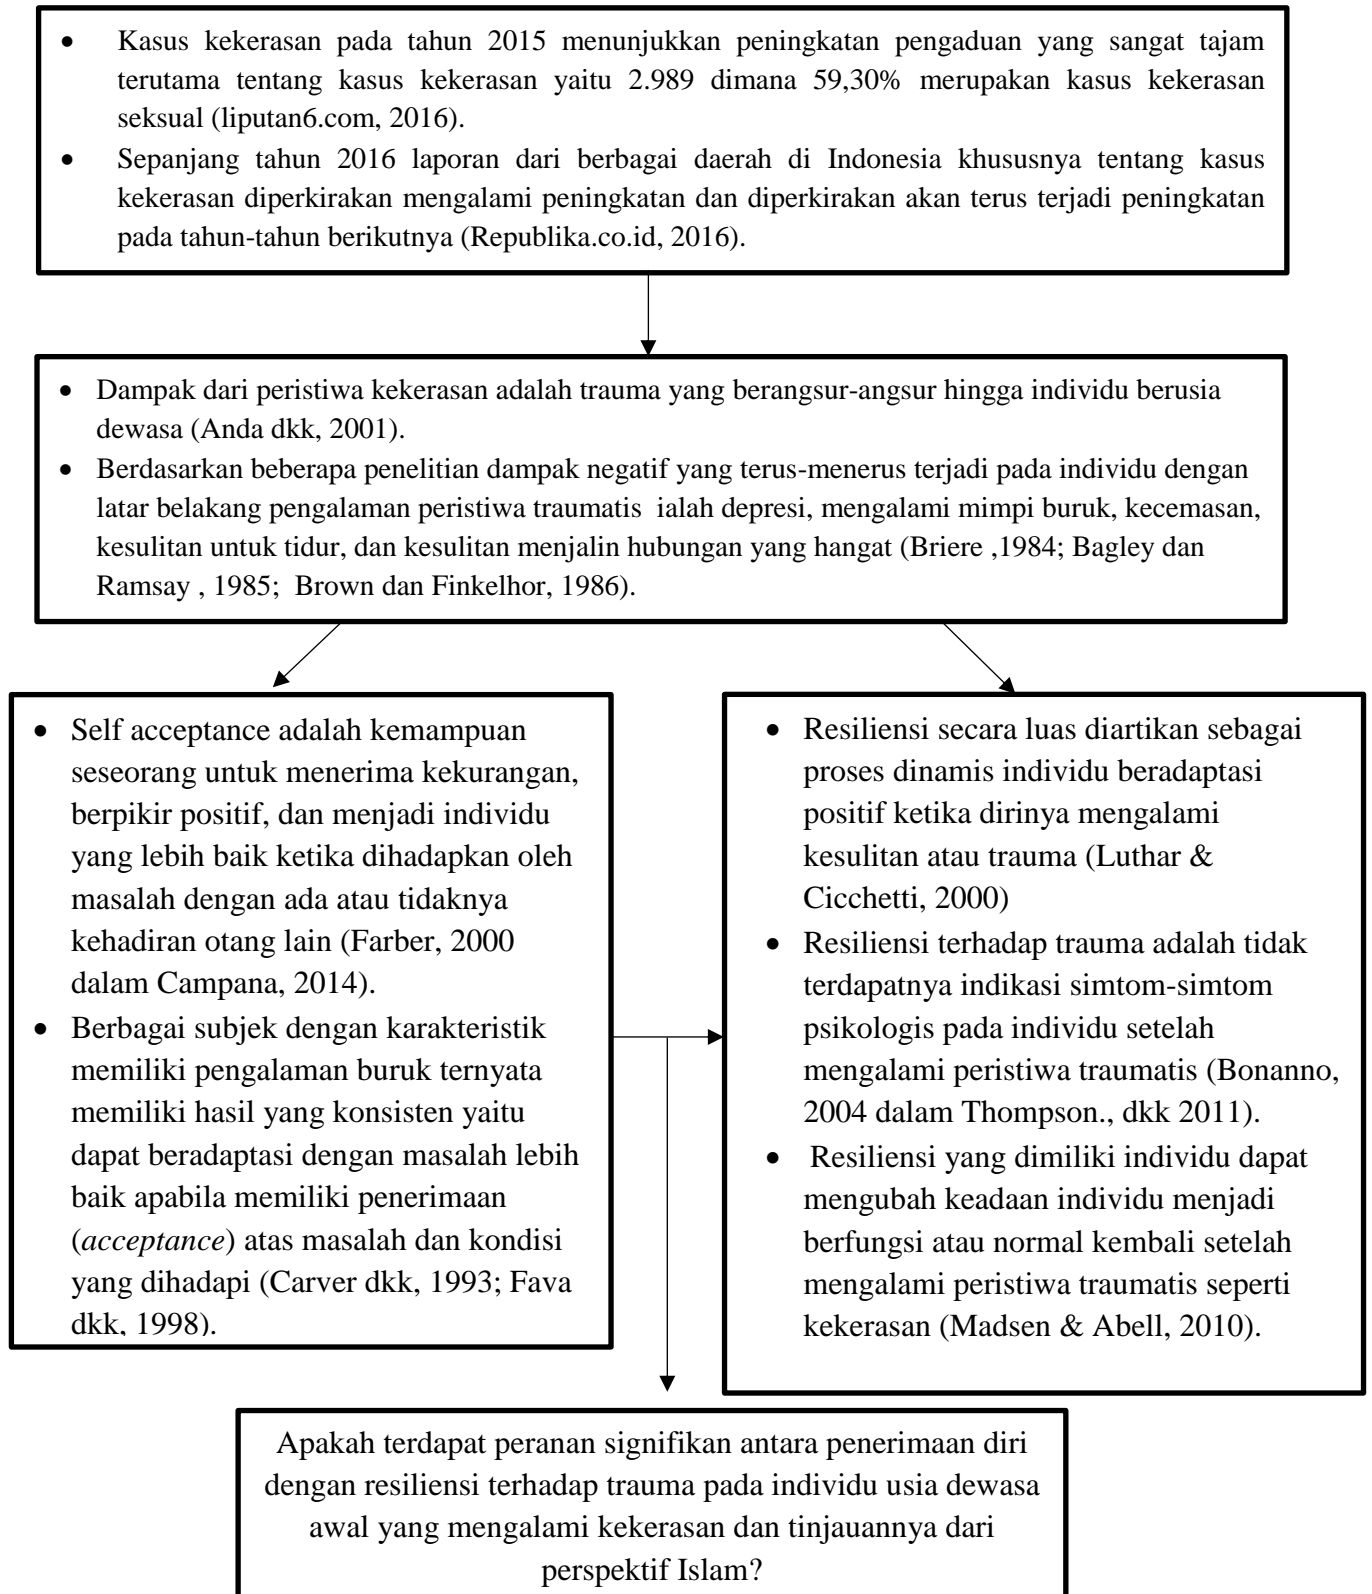 • Kasus kekerasan pada tahun 2015 menunjukkan peningkatan pengaduan yang sangat tajam
terutama tentang kasus kekerasan yaitu 2.989 dimana 59,30% merupakan kasus kekerasan
seksual (liputan6.com, 2016).
• Sepanjang tahun 2016 laporan dari berbagai daerah di Indonesia khususnya tentang kasus
kekerasan diperkirakan mengalami peningkatan dan diperkirakan akan terus terjadi peningkatan
pada tahun-tahun berikutnya (Republika.co.id, 2016).
• Dampak dari peristiwa kekerasan adalah trauma yang berangsur-angsur hingga individu berusia
dewasa (Anda dkk, 2001).
• Berdasarkan beberapa penelitian dampak negatif yang terus-menerus terjadi pada individu dengan
latar belakang pengalaman peristiwa traumatis  ialah depresi, mengalami mimpi buruk, kecemasan,
kesulitan untuk tidur, dan kesulitan menjalin hubungan yang hangat (Briere ,1984; Bagley dan
Ramsay , 1985;  Brown dan Finkelhor, 1986).
• Self acceptance adalah kemampuan
seseorang untuk menerima kekurangan,
berpikir positif, dan menjadi individu
yang lebih baik ketika dihadapkan oleh
masalah dengan ada atau tidaknya
kehadiran otang lain (Farber, 2000
dalam Campana, 2014).
• Berbagai subjek dengan karakteristik
memiliki pengalaman buruk ternyata
memiliki hasil yang konsisten yaitu
dapat beradaptasi dengan masalah lebih
baik apabila memiliki penerimaan
(acceptance) atas masalah dan kondisi
yang dihadapi (Carver dkk, 1993; Fava
dkk, 1998).
• Resiliensi secara luas diartikan sebagai
proses dinamis individu beradaptasi
positif ketika dirinya mengalami
kesulitan atau trauma (Luthar &
Cicchetti, 2000)
• Resiliensi terhadap trauma adalah tidak
terdapatnya indikasi simtom-simtom
psikologis pada individu setelah
mengalami peristiwa traumatis (Bonanno,
2004 dalam Thompson., dkk 2011).
• Resiliensi yang dimiliki individu dapat
mengubah keadaan individu menjadi
berfungsi atau normal kembali setelah
mengalami peristiwa traumatis seperti
kekerasan (Madsen & Abell, 2010).
Apakah terdapat peranan signifikan antara penerimaan diri
dengan resiliensi terhadap trauma pada individu usia dewasa
awal yang mengalami kekerasan dan tinjauannya dari
perspektif Islam?